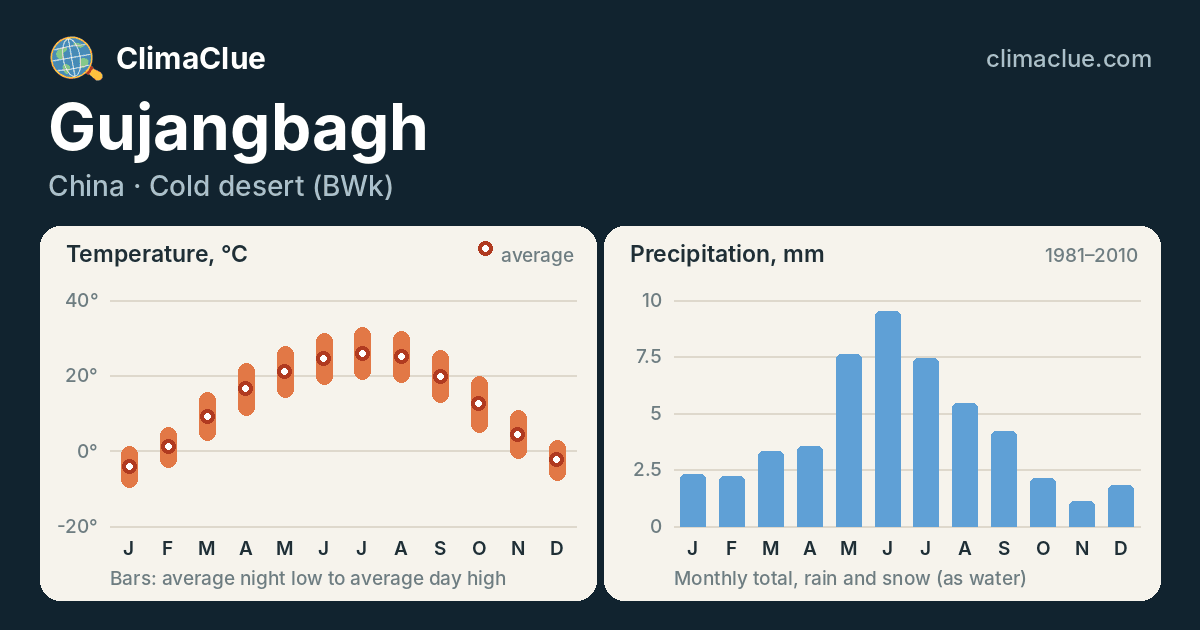 ClimaClue
climaclue.com
Gujangbagh
China · Cold desert (BWk)
Temperature, °C
average
40°
20°
0°
-20°
J F M A M J J A S O N D
Bars: average night low to average day high
Precipitation, mm
1981–2010
10
7.5
5
2.5
0
J F M A M J J A S O N D
Monthly total, rain and snow (as water)